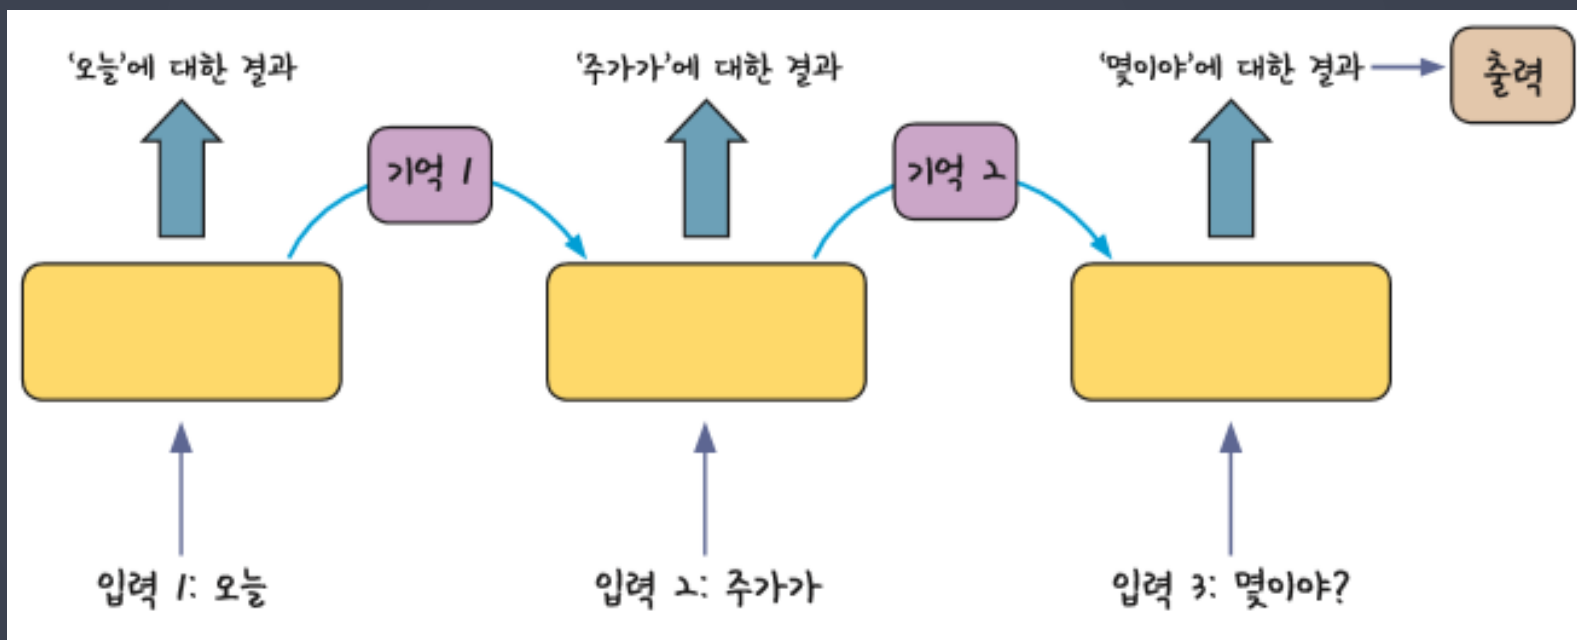 '오늘'에 대한 결과
'주가가'에 대한 결과
'몇이야'에 대한 결과
출력
기억 1
기억 2
입력 1: 오늘
입력 2: 주가가
입력 3: 몇이야?